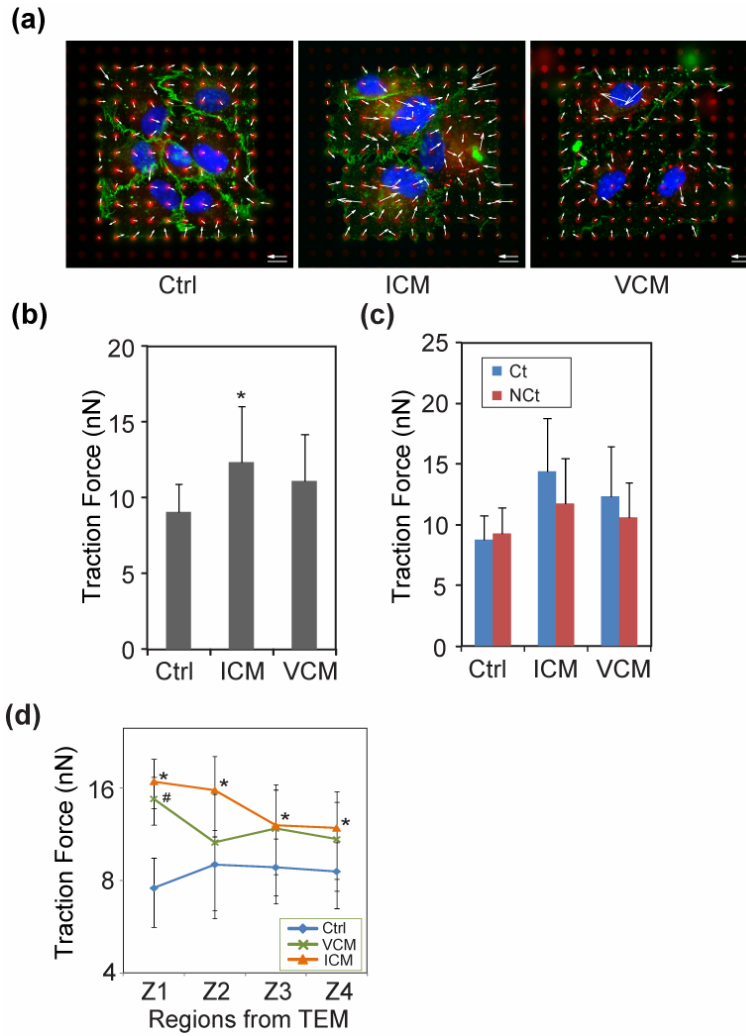 (a)
Ctrl ICM VCM
(b)
20
15
10
5
0
Traction Force (nN)
*
Ctrl ICM VCM
(c)
25
20
15
10
5
0
Traction Force (nN)
Ct
NCt
Ctrl ICM VCM
(d)
16
8
4
Traction Force (nN)
* * * *
#
Ctrl
VCM
ICM
Z1 Z2 Z3 Z4
Regions from TEM